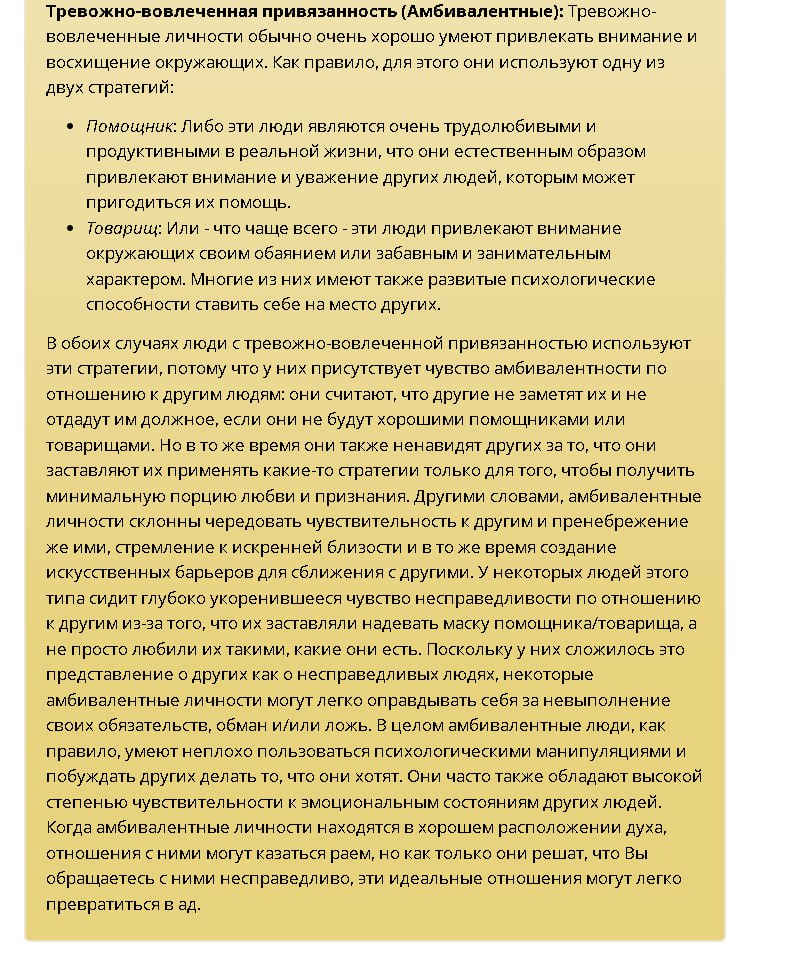 Тревожно-вовлеченная привязанность (Амбивалентные): Тревожно-
вовлеченные личности обычно очень хорошо умеют привлекать внимание и
восхищение окружающих. Как правило, для этого они используют одну из
двух стратегий:
• Помощник: Либо эти люди являются очень трудолюбивыми и
продуктивными в реальной жизни, что они естественным образом
привлекают внимание и уважение других людей, которым может
пригодиться их помощь.
• Товарищ: Или - что чаще всего - эти люди привлекают внимание
окружающих своим обаянием или забавным и занимательным
характером. Многие из них имеют также развитые психологические
способности ставить себе на место других.
В обоих случаях люди с тревожно-вовлеченной привязанностью используют
эти стратегии, потому что у них присутствует чувство амбивалентности по
отношению к другим людям: они считают, что другие не заметят их и не
отдадут им должное, если они не будут хорошими помощниками или
товарищами. Но в то же время они также ненавидят других за то, что они
заставляют их применять какие-то стратегии только для того, чтобы получить
минимальную порцию любви и признания. Другими словами, амбивалентные
личности склонны чередовать чувствительность к другим и пренебрежение
же ими, стремление к искренней близости и в то же время создание
искусственных барьеров для сближения с другими. У некоторых людей этого
типа сидит глубоко укоренившееся чувство несправедливости по отношению
к другим из-за того, что их заставляли надевать маску помощника/товарища, а
не просто любили их такими, какие они есть. Поскольку у них сложилось это
представление о других как о несправедливых людях, некоторые
амбивалентные личности могут легко оправдывать себя за невыполнение
своих обязательств, обман и/или ложь. В целом амбивалентные люди, как
правило, умеют неплохо пользоваться психологическими манипуляциями и
побуждать других делать то, что они хотят. Они часто также обладают высокой
степенью чувствительности к эмоциональным состояниям других людей.
Когда амбивалентные личности находятся в хорошем расположении духа,
отношения с ними могут казаться раем, но как только они решат, что Вы
обращаетесь с ними несправедливо, эти идеальные отношения могут легко
превратиться в ад.